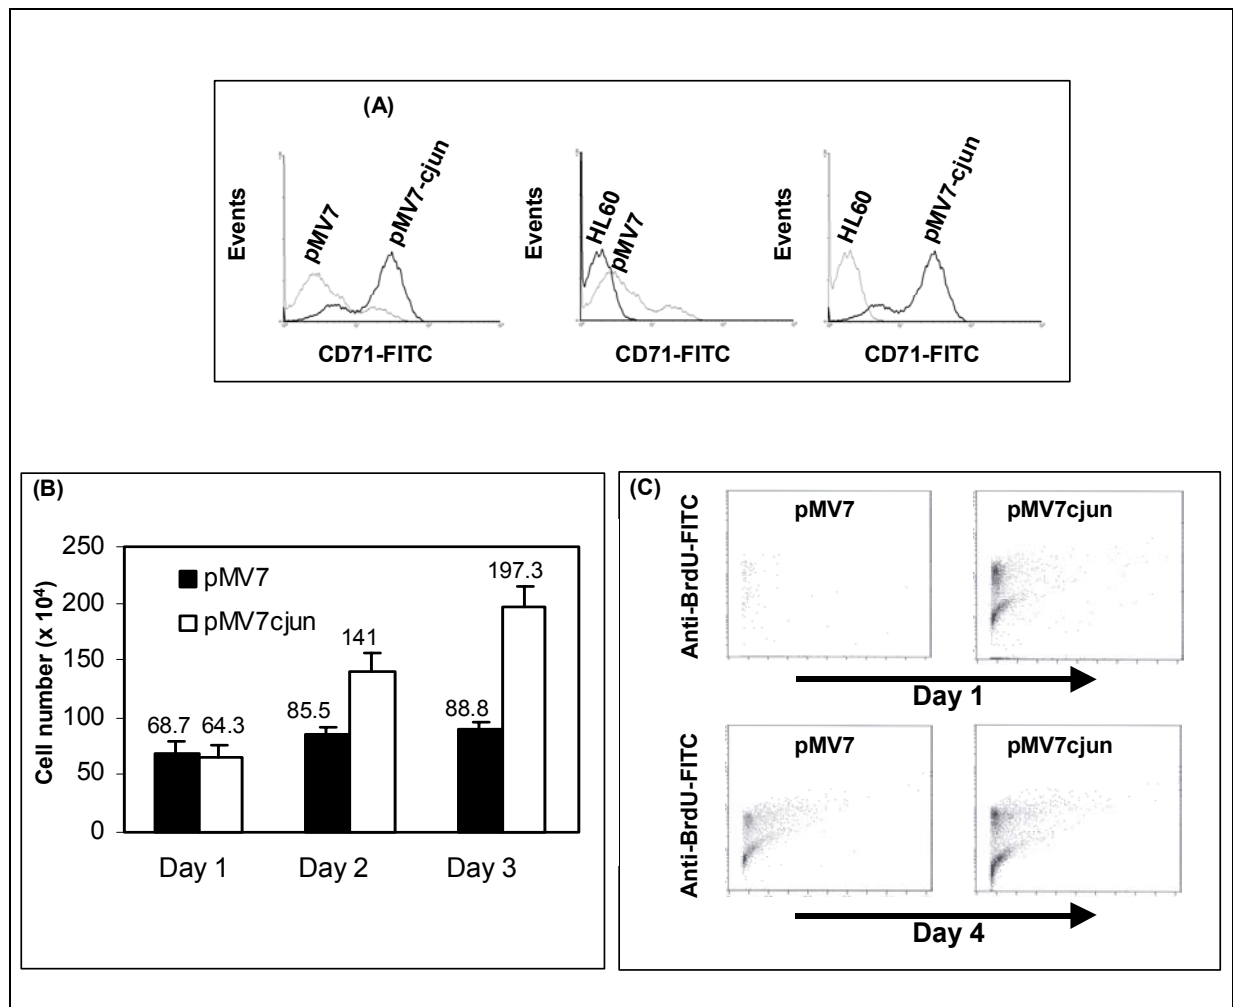 (A)
pMV7
pMV7-cjun
Events
CD71-FITC
HL60
pMV7
Events
CD71-FITC
HL60
pMV7-cjun
Events
CD71-FITC
(B)
250
200
150
100
50
0
Cell number (x 10⁴)
pMV7
pMV7cjun
68.7
64.3
85.5
141
88.8
197.3
Day 1
Day 2
Day 3
(C)
Anti-BrdU-FITC
pMV7
pMV7cjun
Day 1
Anti-BrdU-FITC
pMV7
pMV7cjun
Day 4